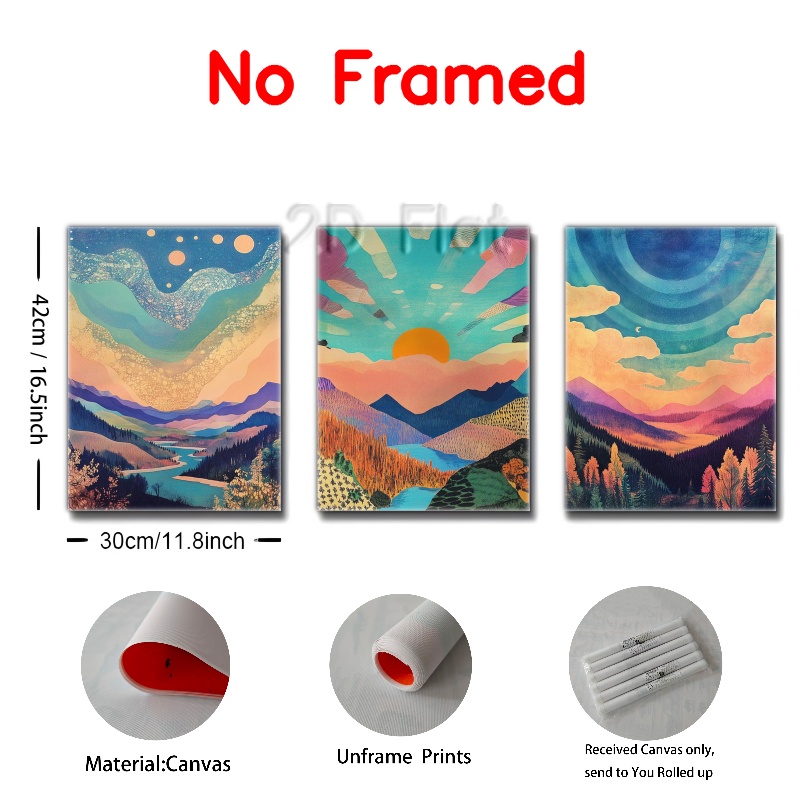 No Framed
2D Flat
42cm / 16.5inch
30cm/11.8inch
Material:Canvas
Unframe Prints
Received Canvas only,
send to You Rolled up